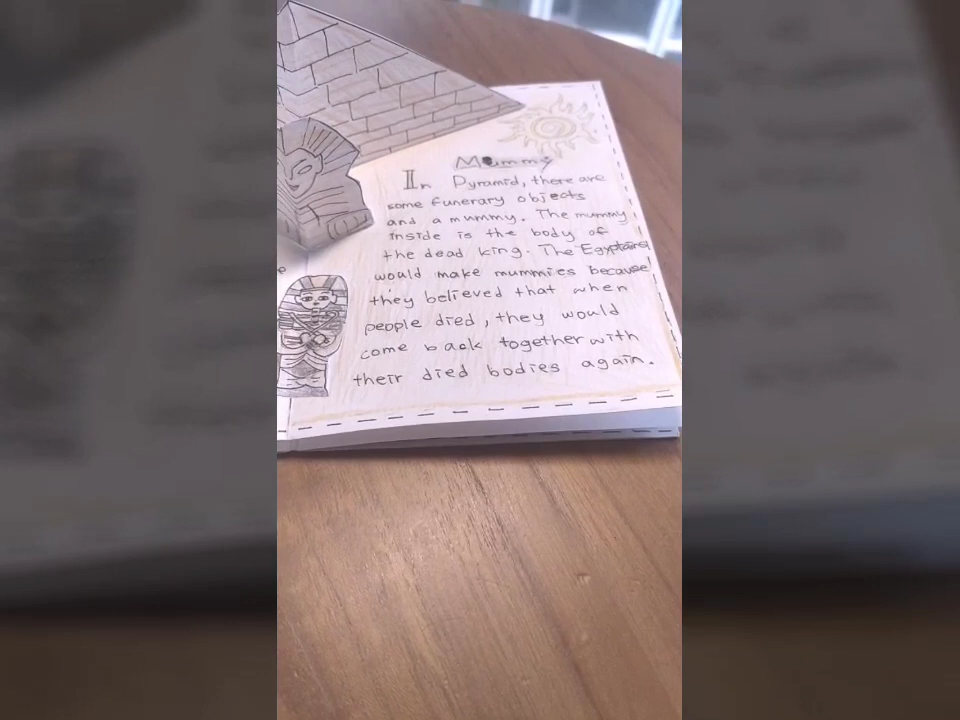 Mummy
In Pyramid, there are
some funerary objects
and a mummy. The mummy
inside is the body of
the dead king. The Egyptians
would make mummies because
they believed that when
people died, they would
come back together with
their died bodies again.
e